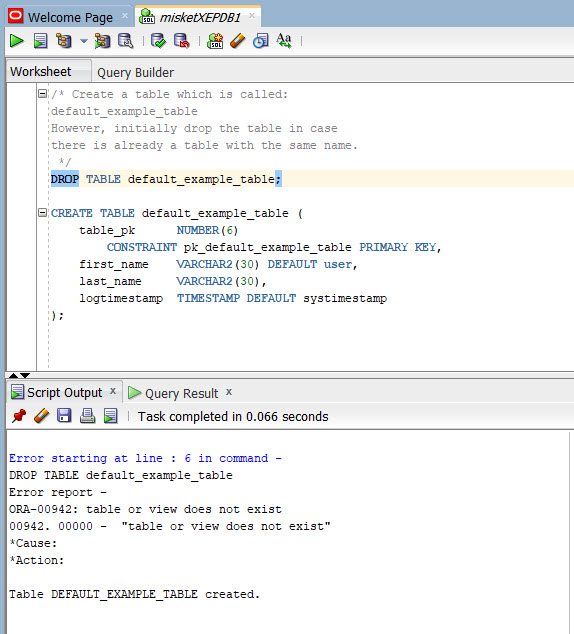 Welcome Page
misketXEPDB1
Worksheet
Query Builder
/* Create a table which is called:
default_example_table
However, initially drop the table in case
there is already a table with the same name.
*/
DROP TABLE default_example_table;
CREATE TABLE default_example_table (
table_pk NUMBER(6)
CONSTRAINT pk_default_example_table PRIMARY KEY,
first_name VARCHAR2(30) DEFAULT user,
last_name VARCHAR2(30),
logtimestamp TIMESTAMP DEFAULT systimestamp
);
Script Output x
Query Result x
Task completed in 0.066 seconds
Error starting at line : 6 in command -
DROP TABLE default_example_table
Error report -
ORA-00942: table or view does not exist
00942. 00000 - "table or view does not exist"
*Cause:
*Action:
Table DEFAULT_EXAMPLE_TABLE created.